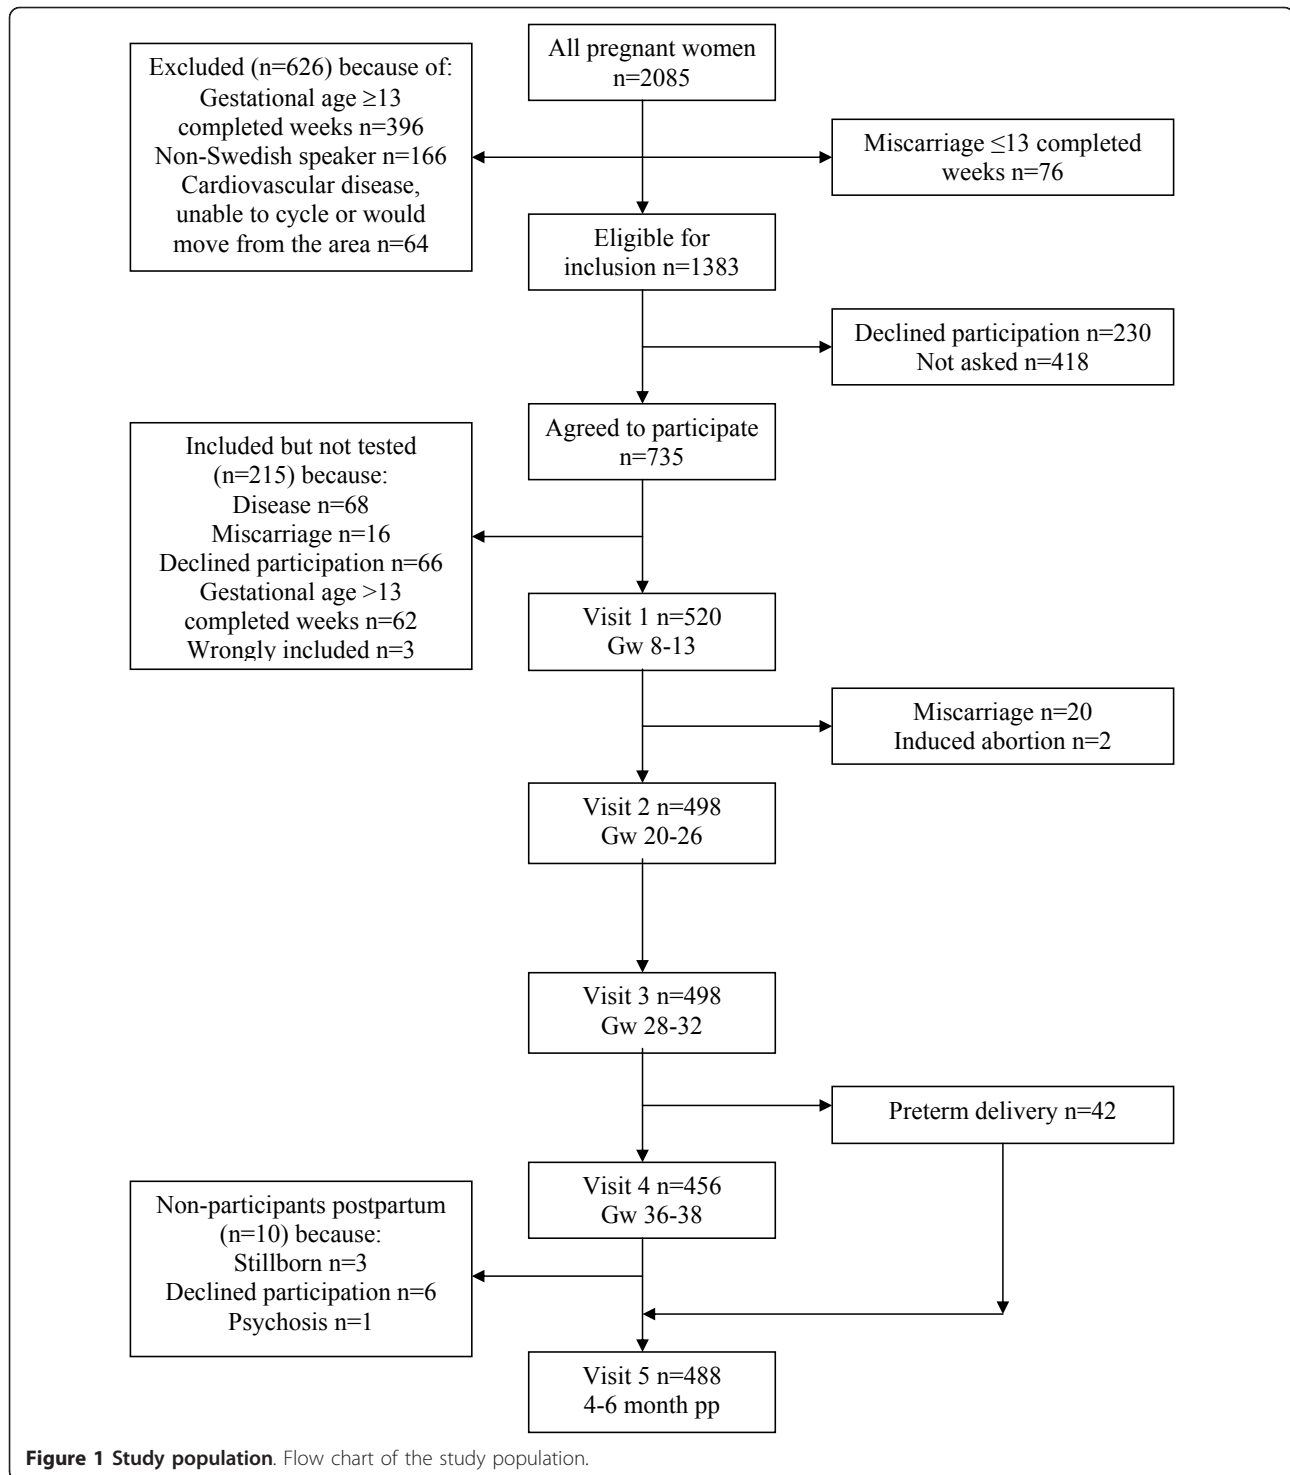 All pregnant women
n=2085
Excluded (n=626) because of:
Gestational age ≥13
completed weeks n=396
Non-Swedish speaker n=166
Cardiovascular disease,
unable to cycle or would
move from the area n=64
Miscarriage ≤13 completed
weeks n=76
Eligible for
inclusion n=1383
Declined participation n=230
Not asked n=418
Agreed to participate
n=735
Included but not tested
(n=215) because:
Disease n=68
Miscarriage n=16
Declined participation n=66
Gestational age >13
completed weeks n=62
Wrongly included n=3
Visit 1 n=520
Gw 8-13
Miscarriage n=20
Induced abortion n=2
Visit 2 n=498
Gw 20-26
Visit 3 n=498
Gw 28-32
Preterm delivery n=42
Visit 4 n=456
Gw 36-38
Non-participants postpartum
(n=10) because:
Stillborn n=3
Declined participation n=6
Psychosis n=1
Visit 5 n=488
4-6 month pp
Figure 1 Study population. Flow chart of the study population.